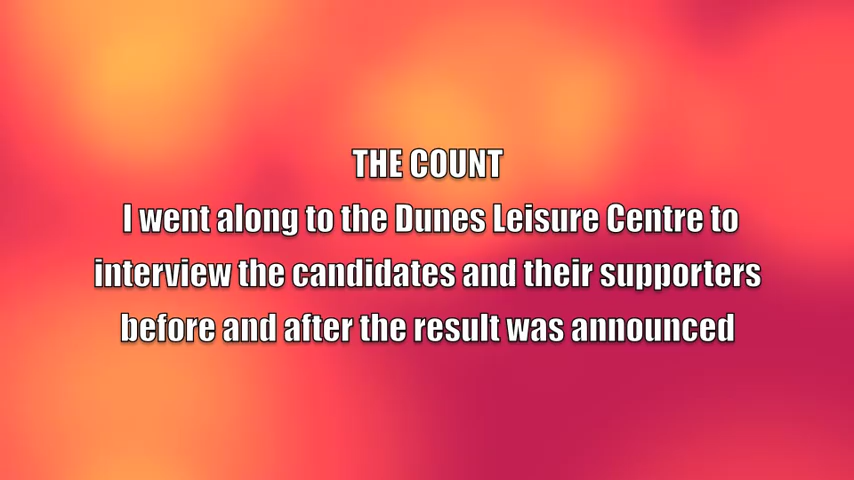 THE COUNT
I went along to the Dunes Leisure Centre to
interview the candidates and their supporters
before and after the result was announced